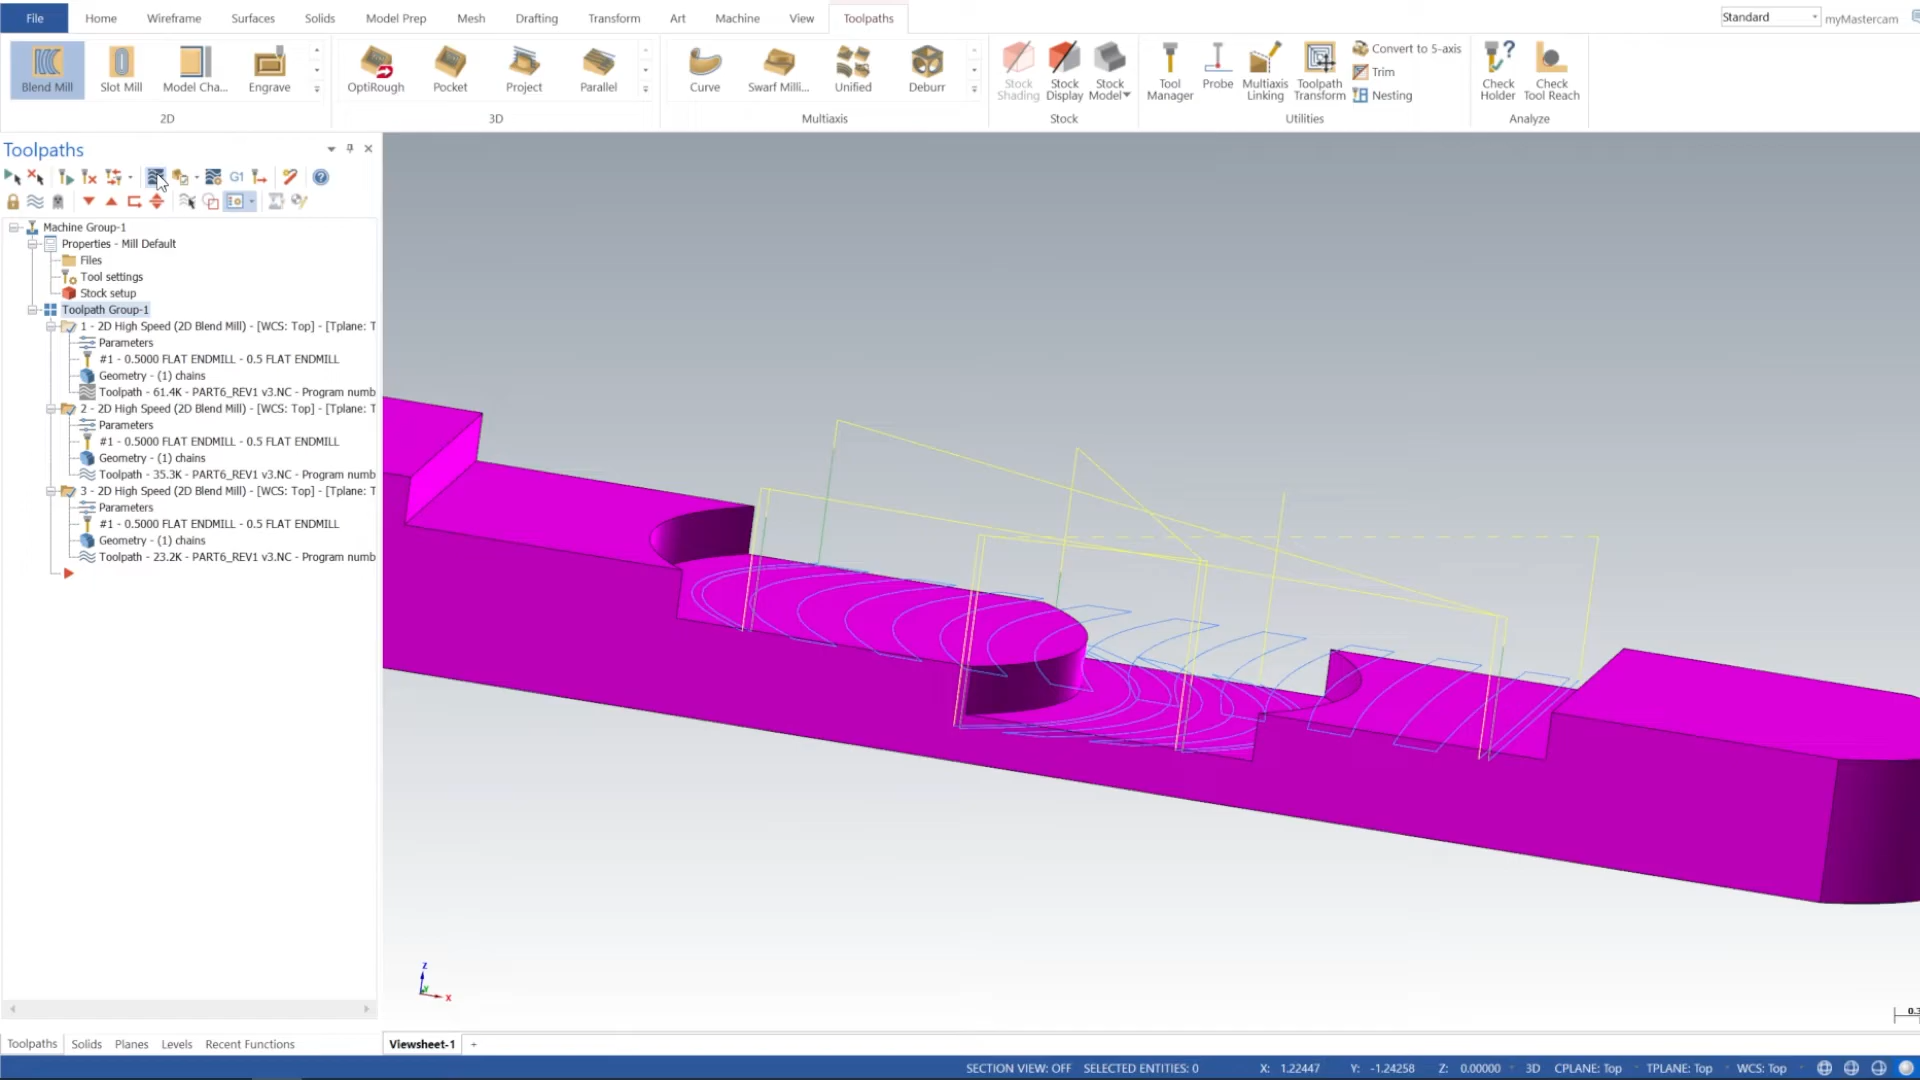 File Home Wireframe Surfaces Solids Model Prep Mesh Drafting Transform Art Machine View Toolpaths Standard myMastercam
Blend Mill Slot Mill Model Cha... Engrave OptiRough Pocket Project Parallel Curve Swarf Milli... Unified Deburr Stock Shading Stock Display Stock Model Tool Manager Probe Multiaxis Linking Toolpath Transform Convert to 5-axis Trim Nesting Check Holder Check Tool Reach
2D 3D Multiaxis Stock Utilities Analyze
Toolpaths
G1
Machine Group-1
Properties - Mill Default
Files
Tool settings
Stock setup
Toolpath Group-1
1 - 2D High Speed (2D Blend Mill) - [WCS: Top] - [Tplane: T
Parameters
#1 - 0.5000 FLAT ENDMILL - 0.5 FLAT ENDMILL
Geometry - (1) chains
Toolpath - 61.4K - PART6_REV1 v3.NC - Program numb
2 - 2D High Speed (2D Blend Mill) - [WCS: Top] - [Tplane: T
Parameters
#1 - 0.5000 FLAT ENDMILL - 0.5 FLAT ENDMILL
Geometry - (1) chains
Toolpath - 35.3K - PART6_REV1 v3.NC - Program numb
3 - 2D High Speed (2D Blend Mill) - [WCS: Top] - [Tplane: T
Parameters
#1 - 0.5000 FLAT ENDMILL - 0.5 FLAT ENDMILL
Geometry - (1) chains
Toolpath - 23.2K - PART6_REV1 v3.NC - Program numb
Z
Y
X
Toolpaths Solids Planes Levels Recent Functions Viewsheet-1 +
SECTION VIEW: OFF SELECTED ENTITIES: 0 X: 1.22447 Y: -1.24258 Z: 0.00000 3D CPLANE: Top TPLANE: Top WCS: Top